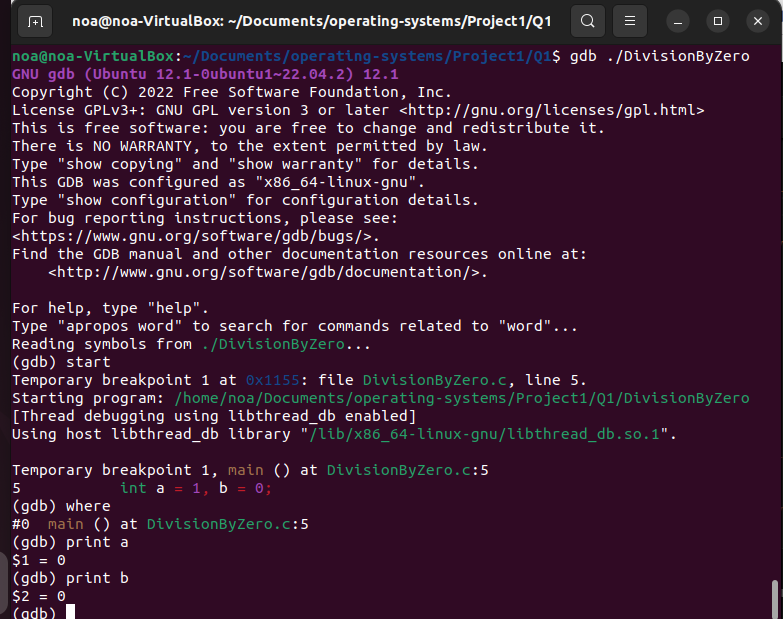 noa@noa-VirtualBox: ~/Documents/operating-systems/Project1/Q1
noa@noa-VirtualBox:~/Documents/operating-systems/Project1/Q1$ gdb ./DivisionByZero
GNU gdb (Ubuntu 12.1-0ubuntu1~22.04.2) 12.1
Copyright (C) 2022 Free Software Foundation, Inc.
License GPLv3+: GNU GPL version 3 or later <http://gnu.org/licenses/gpl.html>
This is free software: you are free to change and redistribute it.
There is NO WARRANTY, to the extent permitted by law.
Type "show copying" and "show warranty" for details.
This GDB was configured as "x86_64-linux-gnu".
Type "show configuration" for configuration details.
For bug reporting instructions, please see:
<https://www.gnu.org/software/gdb/bugs/>.
Find the GDB manual and other documentation resources online at:
    <http://www.gnu.org/software/gdb/documentation/>.

For help, type "help".
Type "apropos word" to search for commands related to "word"...
Reading symbols from ./DivisionByZero...
(gdb) start
Temporary breakpoint 1 at 0x1155: file DivisionByZero.c, line 5.
Starting program: /home/noa/Documents/operating-systems/Project1/Q1/DivisionByZero
[Thread debugging using libthread_db enabled]
Using host libthread_db library "/lib/x86_64-linux-gnu/libthread_db.so.1".

Temporary breakpoint 1, main () at DivisionByZero.c:5
5           int a = 1, b = 0;
(gdb) where
#0  main () at DivisionByZero.c:5
(gdb) print a
$1 = 0
(gdb) print b
$2 = 0
(gdb)